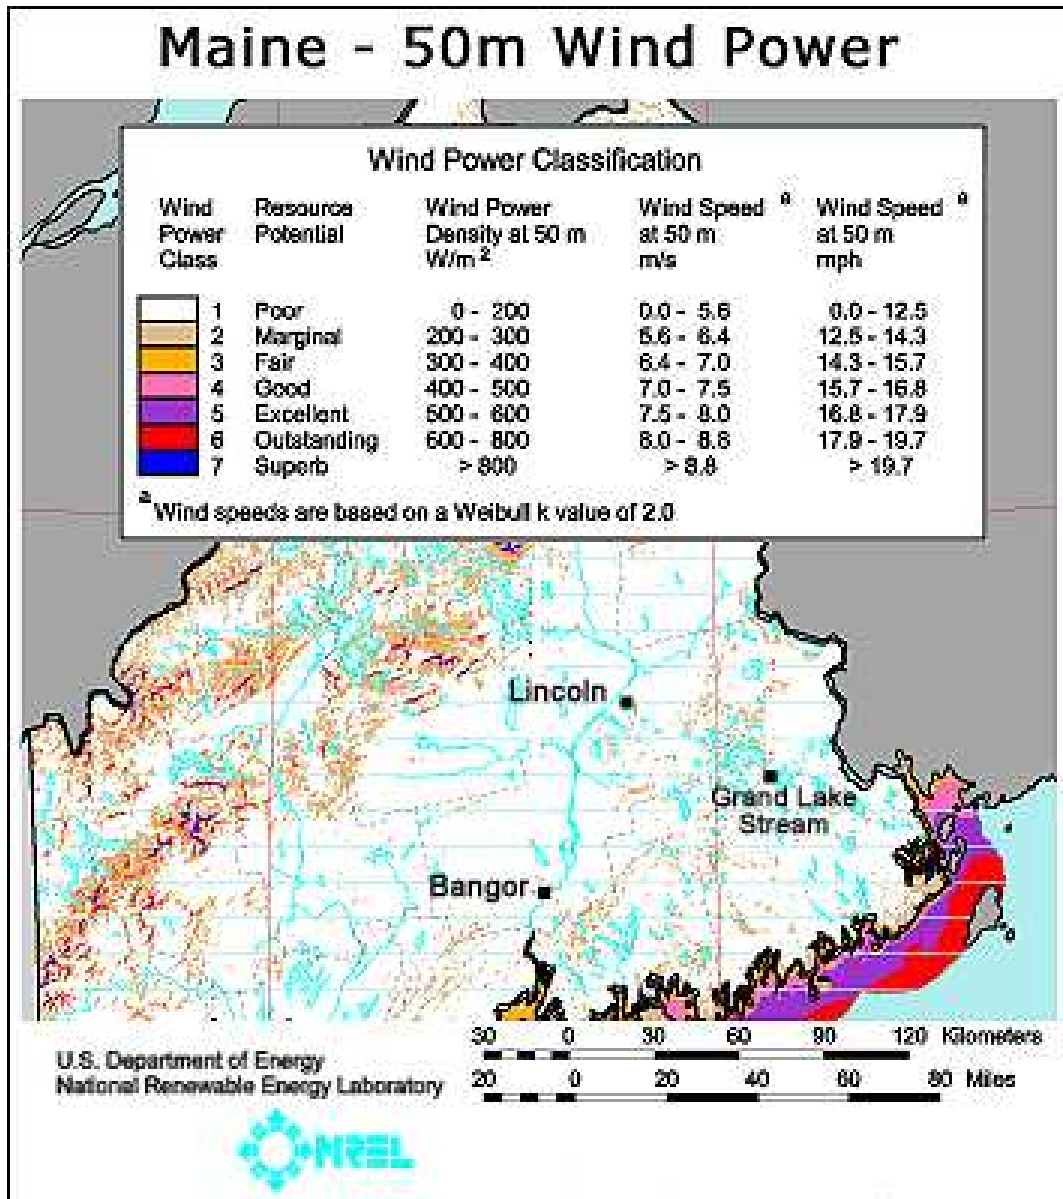 Maine - 50m Wind Power
Wind Power Classification
Wind Power Class Resource Potential Wind Power Density at 50 m W/m 2 Wind Speed a at 50 m m/s Wind Speed a at 50 m mph
1 Poor 0 - 200 0.0 - 5.6 0.0 - 12.5
2 Marginal 200 - 300 5.6 - 6.4 12.5 - 14.3
3 Fair 300 - 400 6.4 - 7.0 14.3 - 15.7
4 Good 400 - 500 7.0 - 7.5 15.7 - 16.8
5 Excellent 500 - 600 7.5 - 8.0 16.8 - 17.9
6 Outstanding 600 - 800 8.0 - 8.8 17.9 - 19.7
7 Superb > 800 > 8.8 > 19.7
a Wind speeds are based on a Weibull k value of 2.0
Lincoln
Grand Lake
Stream
Bangor
30 0 30 60 90 120 Kilometers
20 0 20 40 60 80 Miles
U.S. Department of Energy
National Renewable Energy Laboratory
NREL